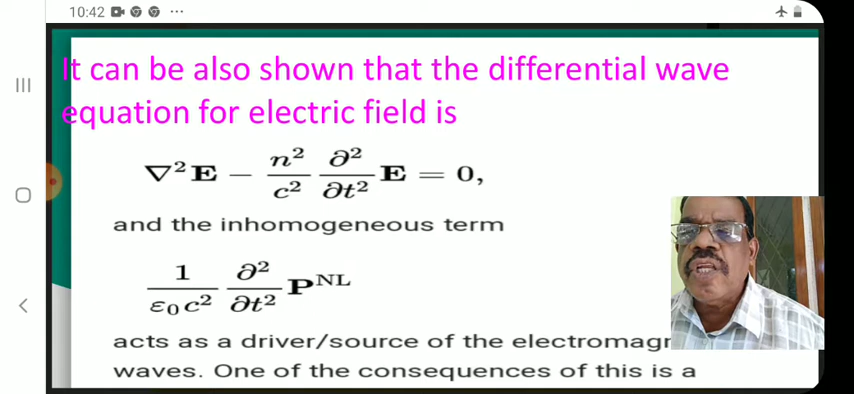 10:42
It can be also shown that the differential wave
equation for electric field is
∇²E − n²/c² ∂²/∂t² E = 0,
and the inhomogeneous term
1/ε₀c² ∂²/∂t² Pᴺᴸ
acts as a driver/source of the electromagr
waves. One of the consequences of this is a